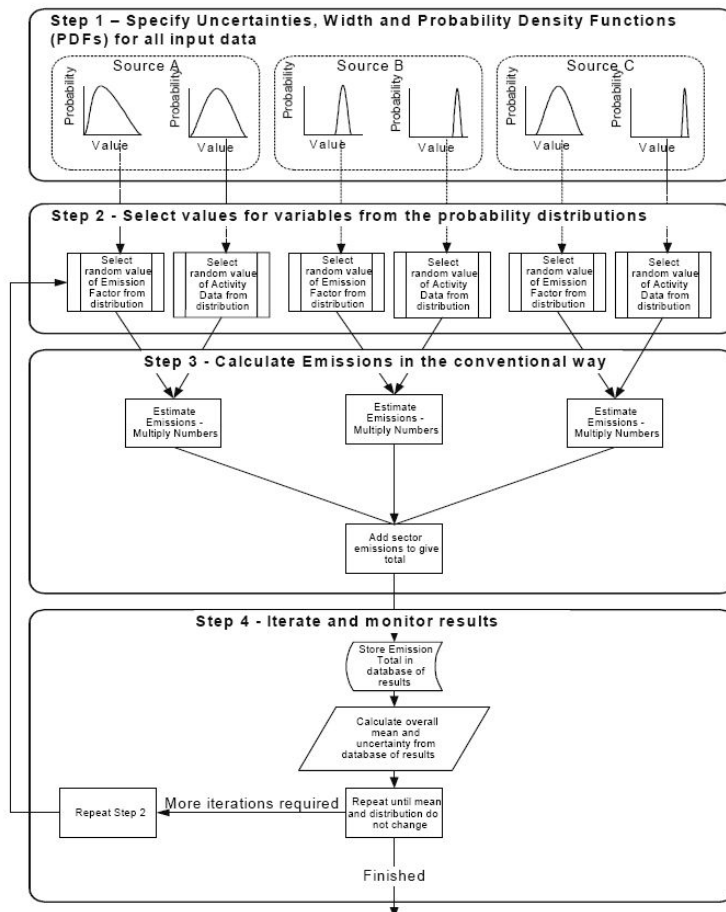 Step 1 – Specify Uncertainties, Width and Probability Density Functions
(PDFs) for all input data
Source A
Source B
Source C
Probability
Value
Probability
Value
Probability
Value
Probability
Value
Probability
Value
Probability
Value
Step 2 - Select values for variables from the probability distributions
Select
random value
of Emission
Factor from
distribution
Select
random value
of Activity
Data from
distribution
Select
random value
of Emission
Factor from
distribution
Select
random value
of Activity
Data from
distribution
Select
random value
of Emission
Factor from
distribution
Select
random value
of Activity
Data from
distribution
Step 3 - Calculate Emissions in the conventional way
Estimate
Emissions -
Multiply Numbers
Estimate
Emissions -
Multiply Numbers
Estimate
Emissions -
Multiply Numbers
Add sector
emissions to give
total
Step 4 - Iterate and monitor results
Store Emission
Total in
database of
results
Calculate overall
mean and
uncertainty from
database of results
Repeat Step 2
More iterations required
Repeat until mean
and distribution do
not change
Finished